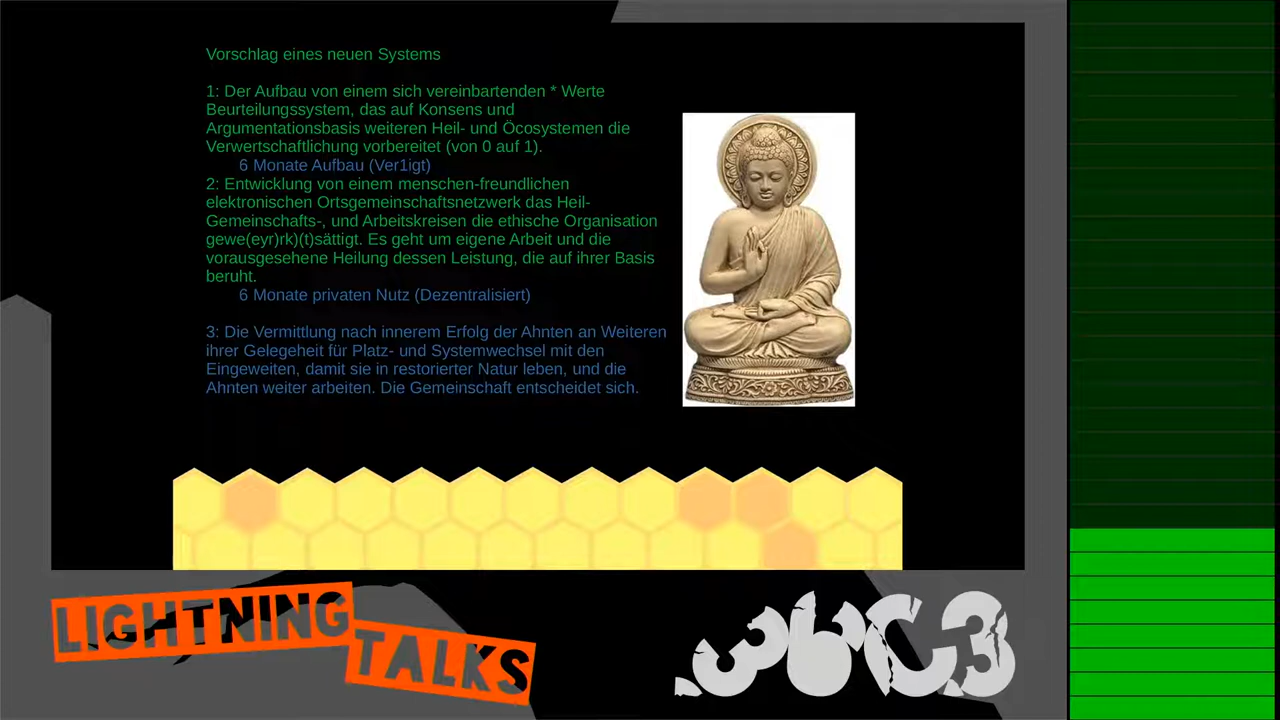 Vorschlag eines neuen Systems
1: Der Aufbau von einem sich vereinbartenden * Werte
Beurteilungssystem, das auf Konsens und
Argumentationsbasis weiteren Heil- und Öcosystemen die
Verwertschaftlichung vorbereitet (von 0 auf 1).
6 Monate Aufbau (Ver1igt)
2: Entwicklung von einem menschen-freundlichen
elektronischen Ortsgemeinschaftsnetzwerk das Heil-
Gemeinschafts-, und Arbeitskreisen die ethische Organisation
gewe(eyr)rk)(t)sättigt. Es geht um eigene Arbeit und die
vorausgesehene Heilung dessen Leistung, die auf ihrer Basis
beruht.
6 Monate privaten Nutz (Dezentralisiert)
3: Die Vermittlung nach innerem Erfolg der Ahnten an Weiteren
ihrer Gelegeheit für Platz- und Systemwechsel mit den
Eingeweiten, damit sie in restorierter Natur leben, und die
Ahnten weiter arbeiten. Die Gemeinschaft entscheidet sich.
LIGHTNING
TALKS
36C3